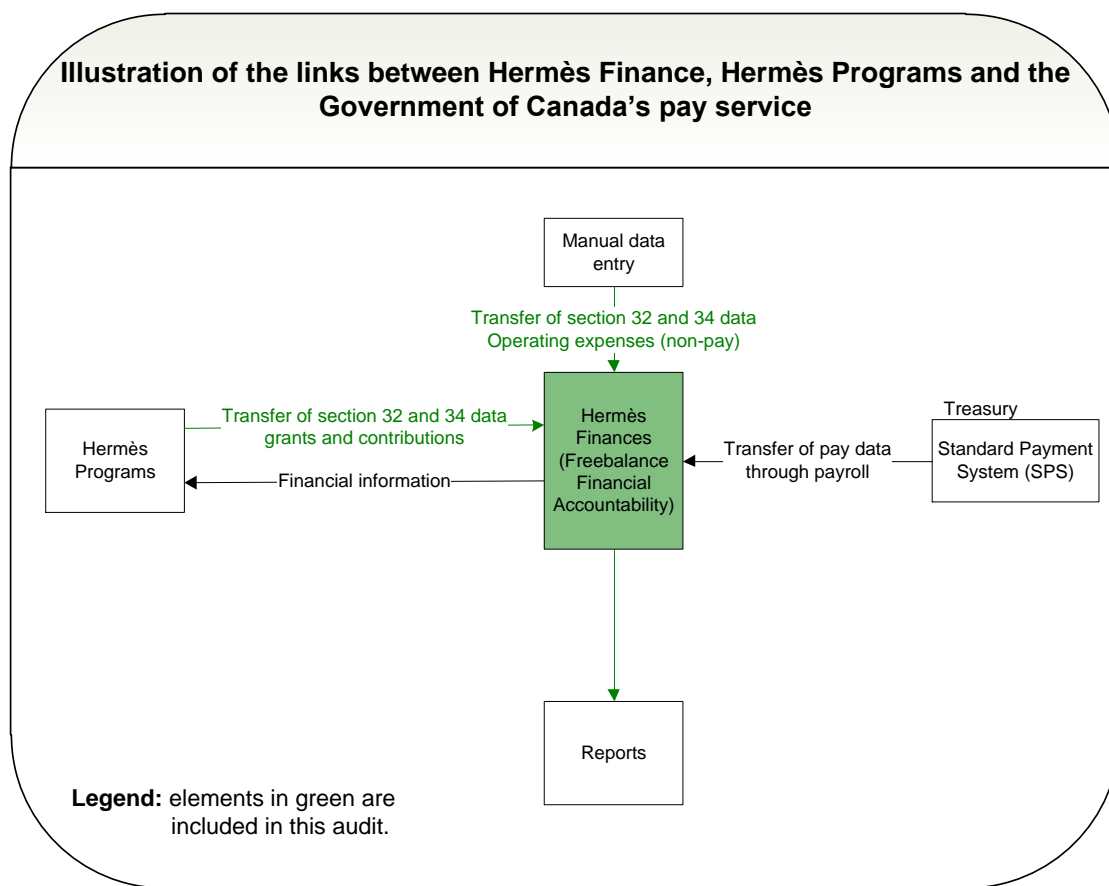 Illustration of the links between Hermès Finance, Hermès Programs and the
Government of Canada's pay service
Manual data
entry
Transfer of section 32 and 34 data
Operating expenses (non-pay)
Hermès
Programs
Transfer of section 32 and 34 data
grants and contributions
Financial information
Hermès
Finances
(Freebalance
Financial
Accountability)
Transfer of pay data
through payroll
Treasury
Standard Payment
System (SPS)
Reports
Legend: elements in green are
included in this audit.